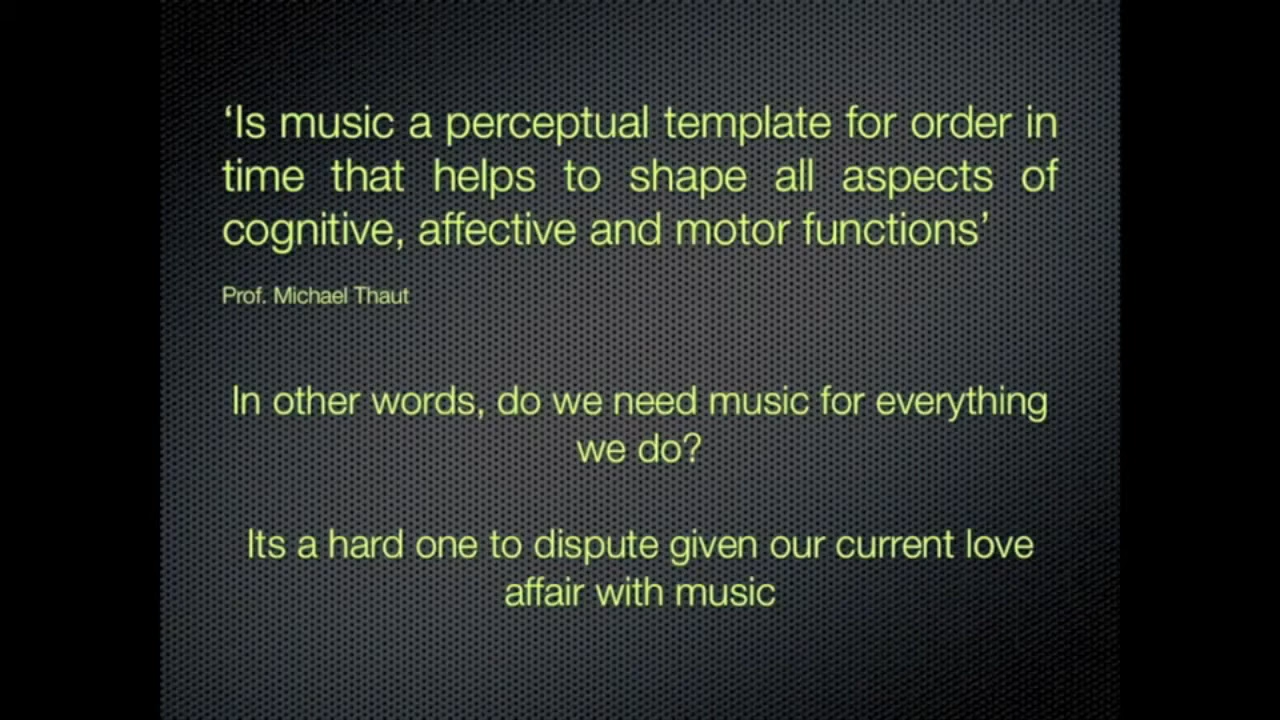 ‘Is music a perceptual template for order in
time that helps to shape all aspects of
cognitive, affective and motor functions’
Prof. Michael Thaut
In other words, do we need music for everything
we do?
Its a hard one to dispute given our current love
affair with music